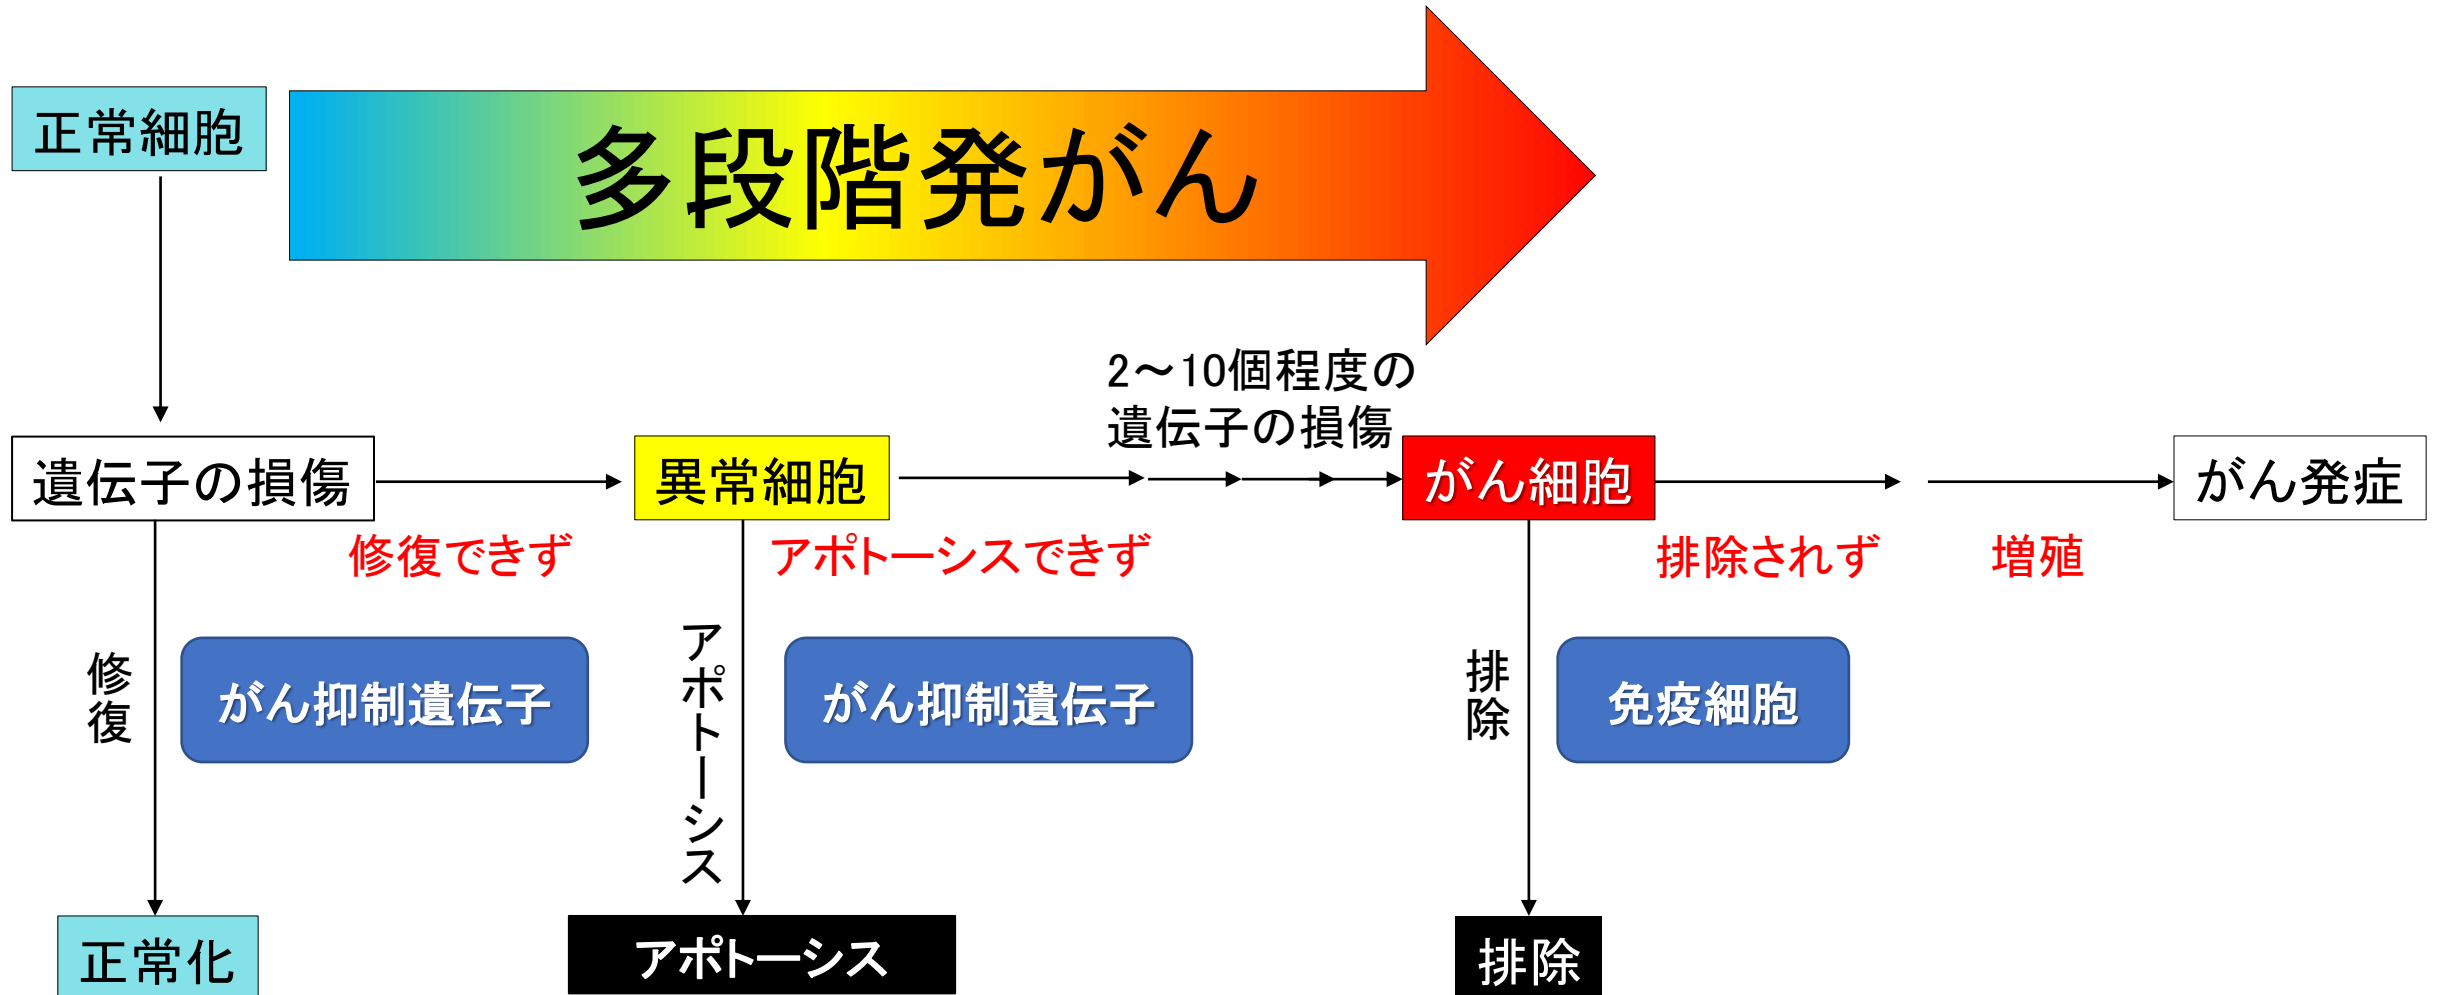 正常細胞
多段階発がん
2～10個程度の
遺伝子の損傷
遺伝子の損傷
異常細胞
がん細胞
がん発症
修復できず
アポトーシスできず
排除されず
増殖
修復
がん抑制遺伝子
アポトーシス
がん抑制遺伝子
排除
免疫細胞
正常化
アポトーシス
排除